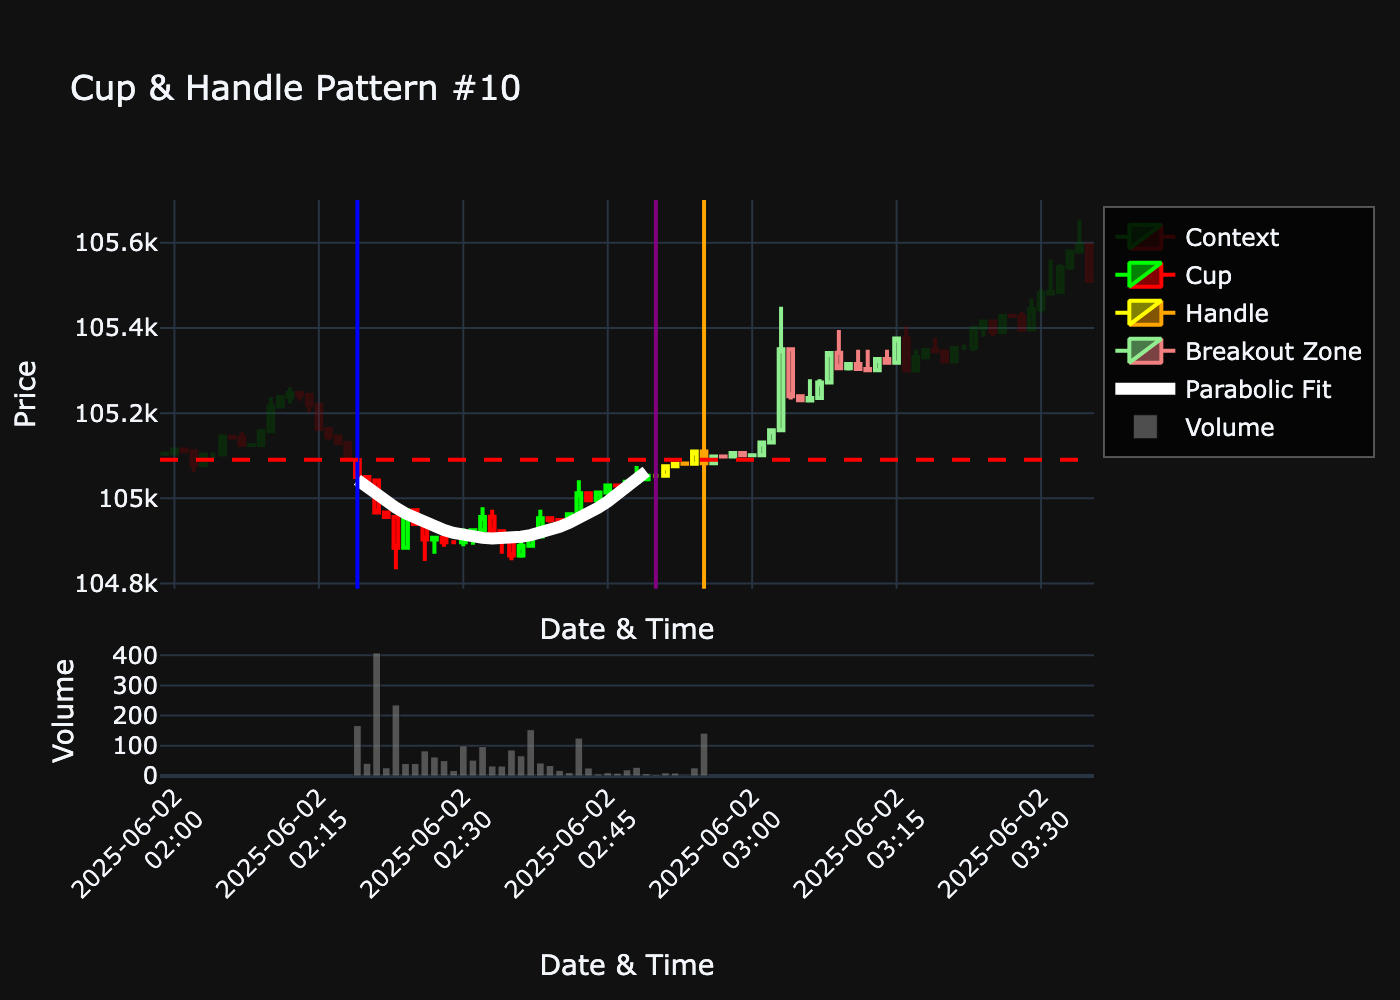 Cup & Handle Pattern #10
Price
105.6k
105.4k
105.2k
105k
104.8k
Context
Cup
Handle
Breakout Zone
Parabolic Fit
Volume
Date & Time
Volume
400
300
200
100
0
2025-06-02
02:00
2025-06-02
02:15
2025-06-02
02:30
2025-06-02
02:45
2025-06-02
03:00
2025-06-02
03:15
2025-06-02
03:30
Date & Time